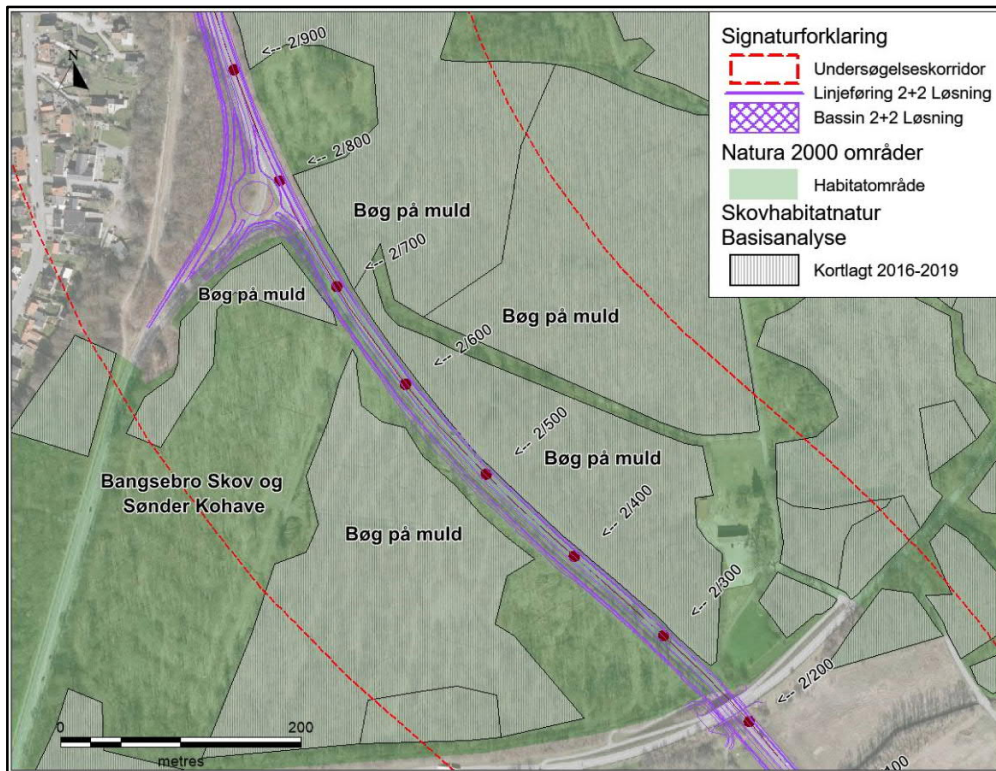 N
<-- 2/900
<-- 2/800
Bøg på muld
<-- 2/700
Bøg på muld
Bøg på muld
<-- 2/600
<-- 2/500
Bøg på muld
Bangsebro Skov og
Sønder Kohave
<-- 2/400
Bøg på muld
<-- 2/300
<-- 2/200
0
200
metres
Signaturforklaring
Undersøgelseskorridor
Linjeføring 2+2 Løsning
Bassin 2+2 Løsning
Natura 2000 områder
Habitatområde
Skovhabitatnatur
Basisanalyse
Kortlagt 2016-2019